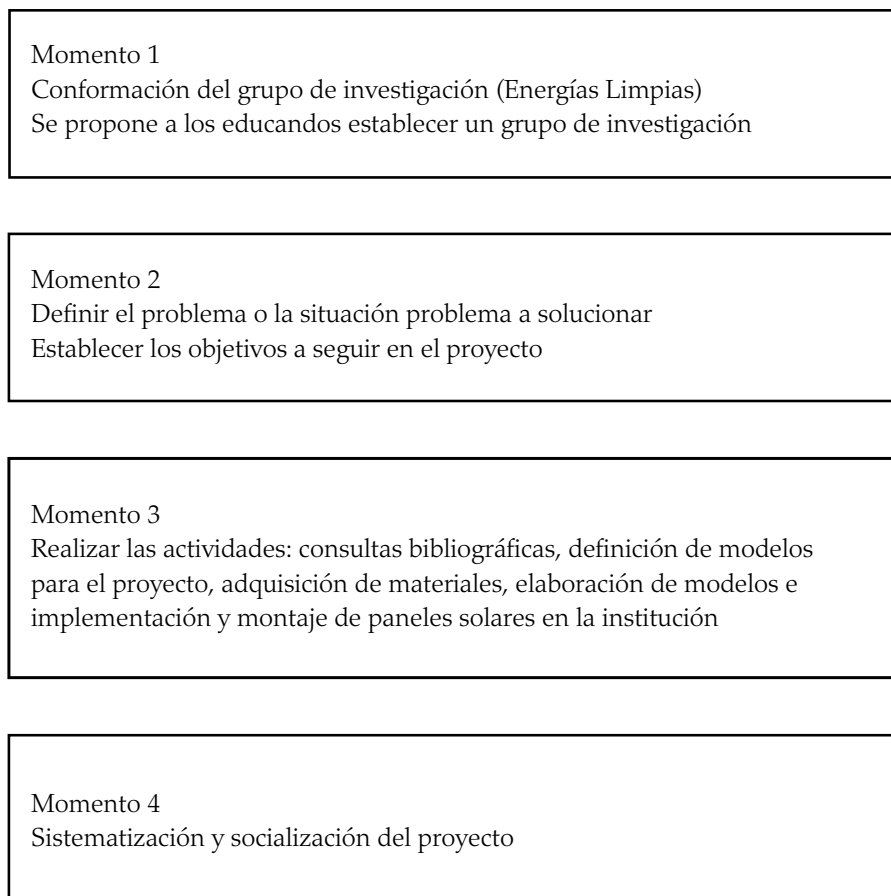 Momento 1
Conformación del grupo de investigación (Energías Limpias)
Se propone a los educandos establecer un grupo de investigación
Momento 2
Definir el problema o la situación problema a solucionar
Establecer los objetivos a seguir en el proyecto
Momento 3
Realizar las actividades: consultas bibliográficas, definición de modelos
para el proyecto, adquisición de materiales, elaboración de modelos e
implementación y montaje de paneles solares en la institución
Momento 4
Sistematización y socialización del proyecto